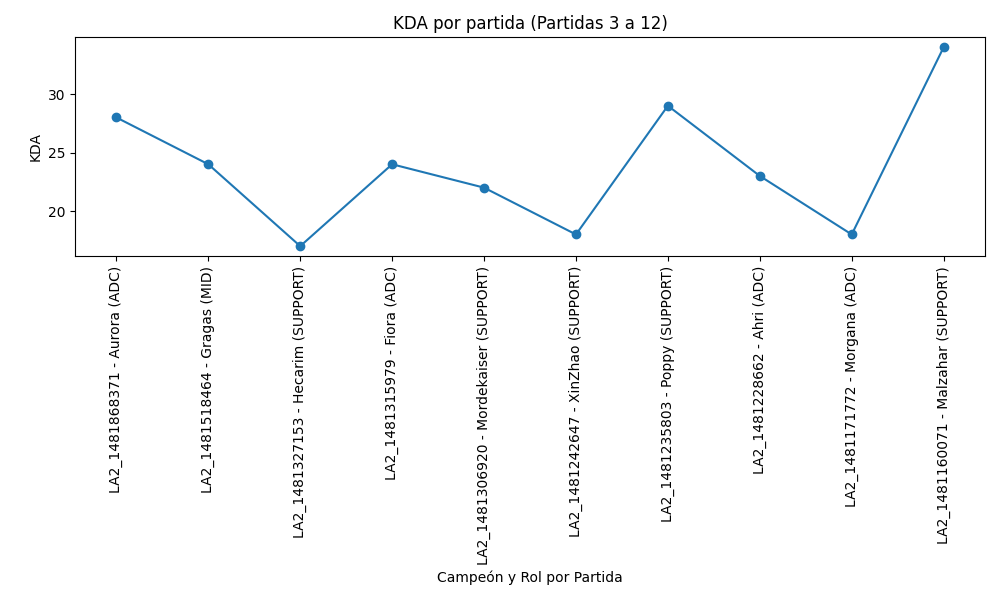 KDA por partida (Partidas 3 a 12)
KDA
30
25
20
LA2_1481868371 - Aurora (ADC)
LA2_1481518464 - Gragas (MID)
LA2_1481327153 - Hecarim (SUPPORT)
LA2_1481315979 - Fiora (ADC)
LA2_1481306920 - Mordekaiser (SUPPORT)
LA2_1481242647 - XinZhao (SUPPORT)
LA2_1481235803 - Poppy (SUPPORT)
LA2_1481228662 - Ahri (ADC)
LA2_1481171772 - Morgana (ADC)
LA2_1481160071 - Malzahar (SUPPORT)
Campeón y Rol por Partida